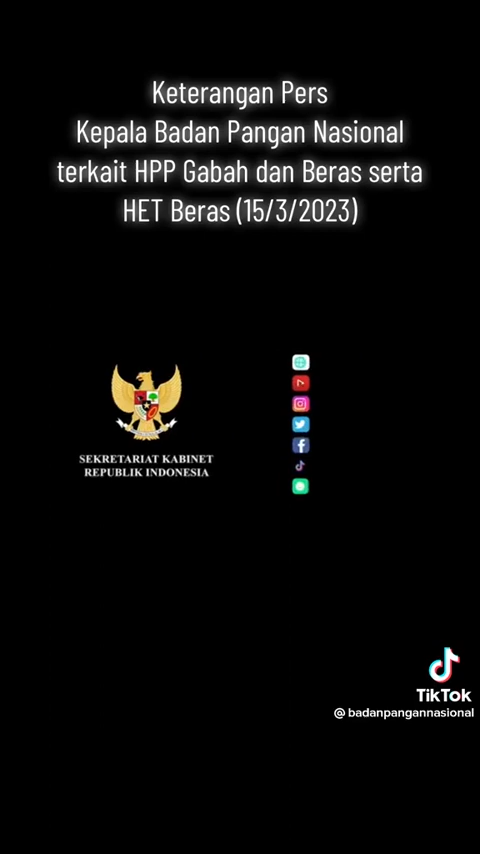 Keterangan Pers
Kepala Badan Pangan Nasional
terkait HPP Gabah dan Beras serta
HET Beras (15/3/2023)
SEKRETARIAT KABINET
REPUBLIK INDONESIA
TikTok
@badanpangannasional